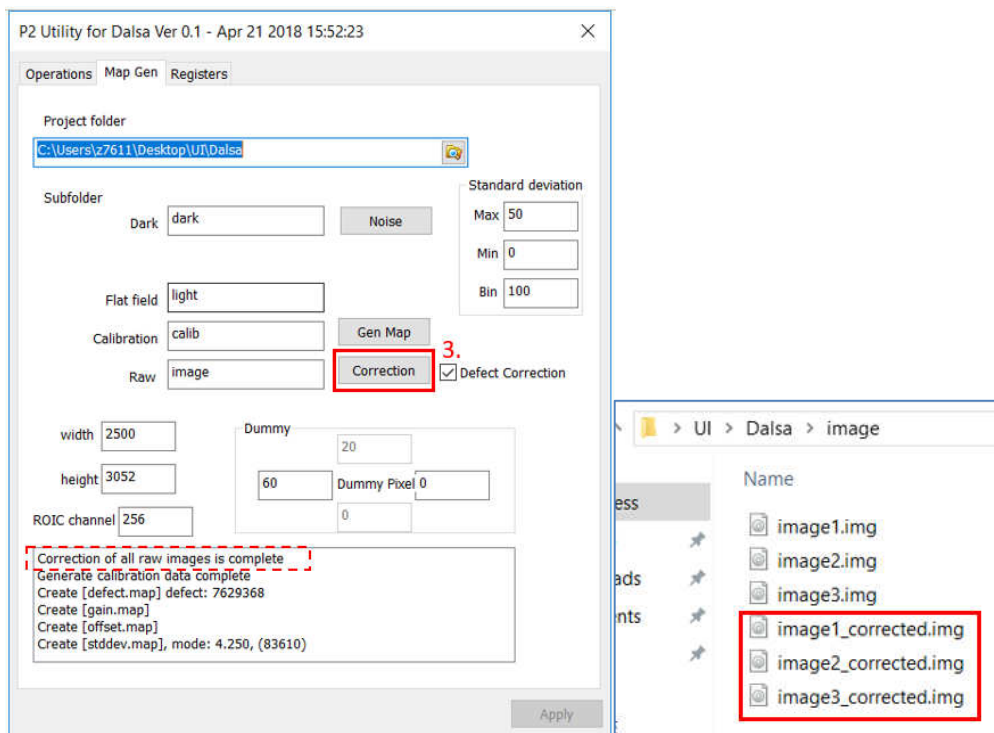 P2 Utility for Dalsa Ver 0.1 - Apr 21 2018 15:52:23
Operations Map Gen Registers
Project folder
C:\Users\z7611\Desktop\UI\Dalsa
Subfolder
Standard deviation
Dark dark Noise
Max 50
Min 0
Bin 100
Flat field light
Calibration calib Gen Map
3.
Raw image Correction Defect Correction
width 2500
height 3052
ROIC channel 256
Dummy
20
60 Dummy Pixel 0
0
Correction of all raw images is complete
Generate calibration data complete
Create [defect.map] defect: 7629368
Create [gain.map]
Create [offset.map]
Create [stddev.map], mode: 4.250, (83610)
Apply
> UI > Dalsa > image
Name
ess
ads
nts
image1.img
image2.img
image3.img
image1_corrected.img
image2_corrected.img
image3_corrected.img